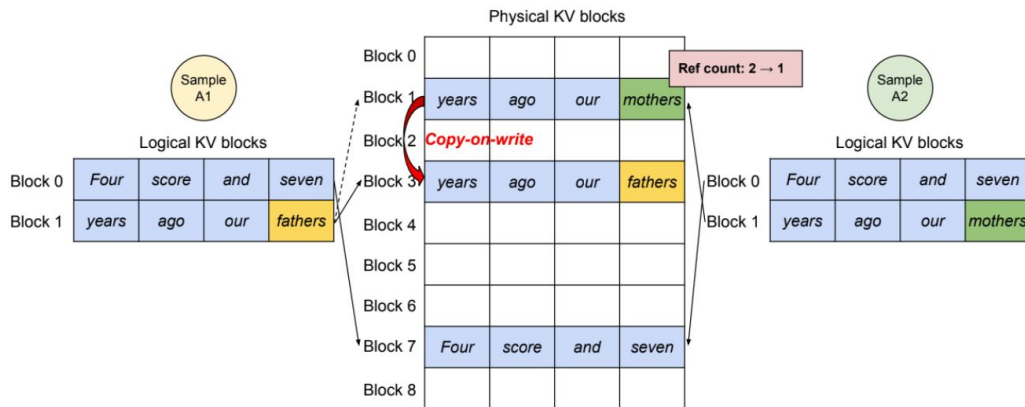 Physical KV blocks
Block 0
Sample
A1
Logical KV blocks
Block 0 Four score and seven
Block 1 years ago our fathers
Block 1 years ago our mothers
Ref count: 2 → 1
Block 2 Copy-on-write
Block 3 years ago our fathers
Block 4
Block 5
Block 6
Block 7 Four score and seven
Block 8
Sample
A2
Logical KV blocks
Block 0 Four score and seven
Block 1 years ago our mothers